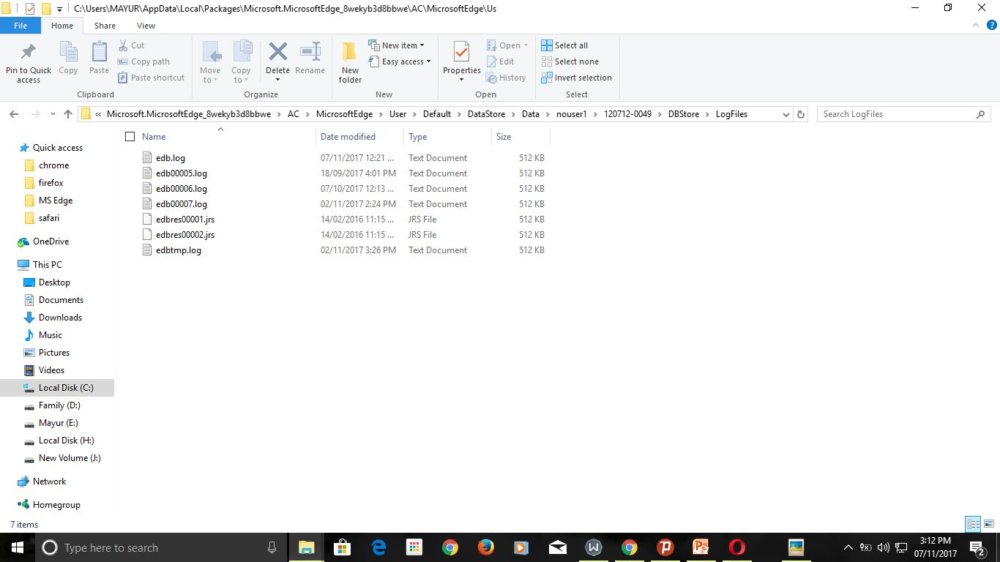 C:\Users\MAYUR\AppData\Local\Packages\Microsoft.MicrosoftEdge_8wekyb3d8bbwe\AC\MicrosoftEdge\Us
File Home Share View
Pin to Quick access
Copy
Paste
Cut
Copy path
Paste shortcut
Clipboard
Move to
Copy to
Delete
Rename
Organize
New folder
New item
Easy access
New
Properties
Open
Edit
History
Open
Select all
Select none
Invert selection
Select
« Microsoft.MicrosoftEdge_8wekyb3d8bbwe > AC > MicrosoftEdge > User > Default > DataStore > Data > nouser1 > 120712-0049 > DBStore > LogFiles
Search LogFiles
Quick access
chrome
firefox
MS Edge
safari
OneDrive
This PC
Desktop
Documents
Downloads
Music
Pictures
Videos
Local Disk (C:)
Family (D:)
Mayur (E:)
Local Disk (H:)
New Volume (J:)
Network
Homegroup
Name Date modified Type Size
edb.log 07/11/2017 12:21 ... Text Document 512 KB
edb00005.log 18/09/2017 4:01 PM Text Document 512 KB
edb00006.log 07/10/2017 12:13 ... Text Document 512 KB
edb00007.log 02/11/2017 2:24 PM Text Document 512 KB
edbres00001.jrs 14/02/2016 11:15 ... JRS File 512 KB
edbres00002.jrs 14/02/2016 11:15 ... JRS File 512 KB
edbtmp.log 02/11/2017 3:26 PM Text Document 512 KB
7 items
Type here to search
3:12 PM
07/11/2017
2